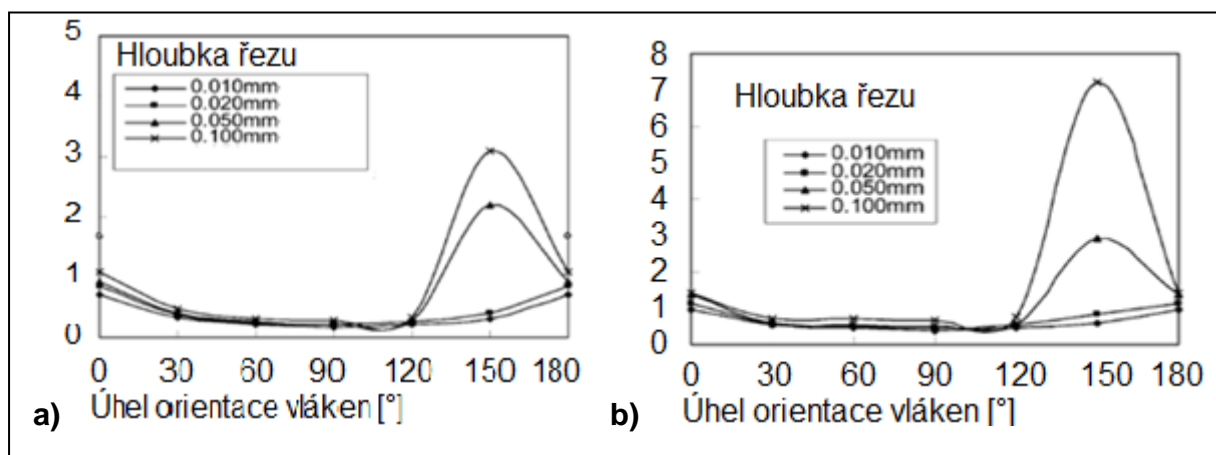 Hloubka řezu
0.010mm
0.020mm
0.050mm
0.100mm
5
4
3
2
1
0
0 30 60 90 120 150 180
Úhel orientace vláken [°]
a)
Hloubka řezu
0.010mm
0.020mm
0.050mm
0.100mm
8
7
6
5
4
3
2
1
0
0 30 60 90 120 150 180
Úhel orientace vláken [°]
b)